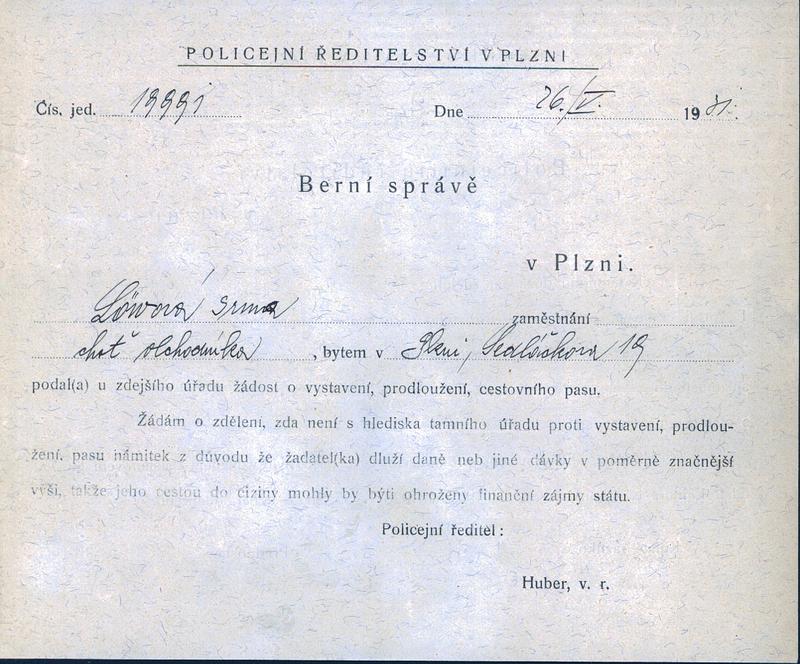 POLICEJNÍ ŘEDITELSTVÍ V PLZNI
Čís. jed. 19991 Dne 26./V. 1931.
Berní správě
v Plzni.
Löwová Irma zaměstnání
choť obchodníka , bytem v Plzni, Sedláčkova 19
podal(a) u zdejšího úřadu žádost o vystavení, prodloužení, cestovního pasu.
Žádám o zdělení, zda není s hlediska tamního úřadu proti vystavení, prodlou-
žení, pasu námitek z důvodu že žadatel(ka) dluží daně neb jiné dávky v poměrně značnější
výši, takže jeho cestou do ciziny mohly by býti ohroženy finanční zájmy státu.
Policejní ředitel:
Huber, v. r.